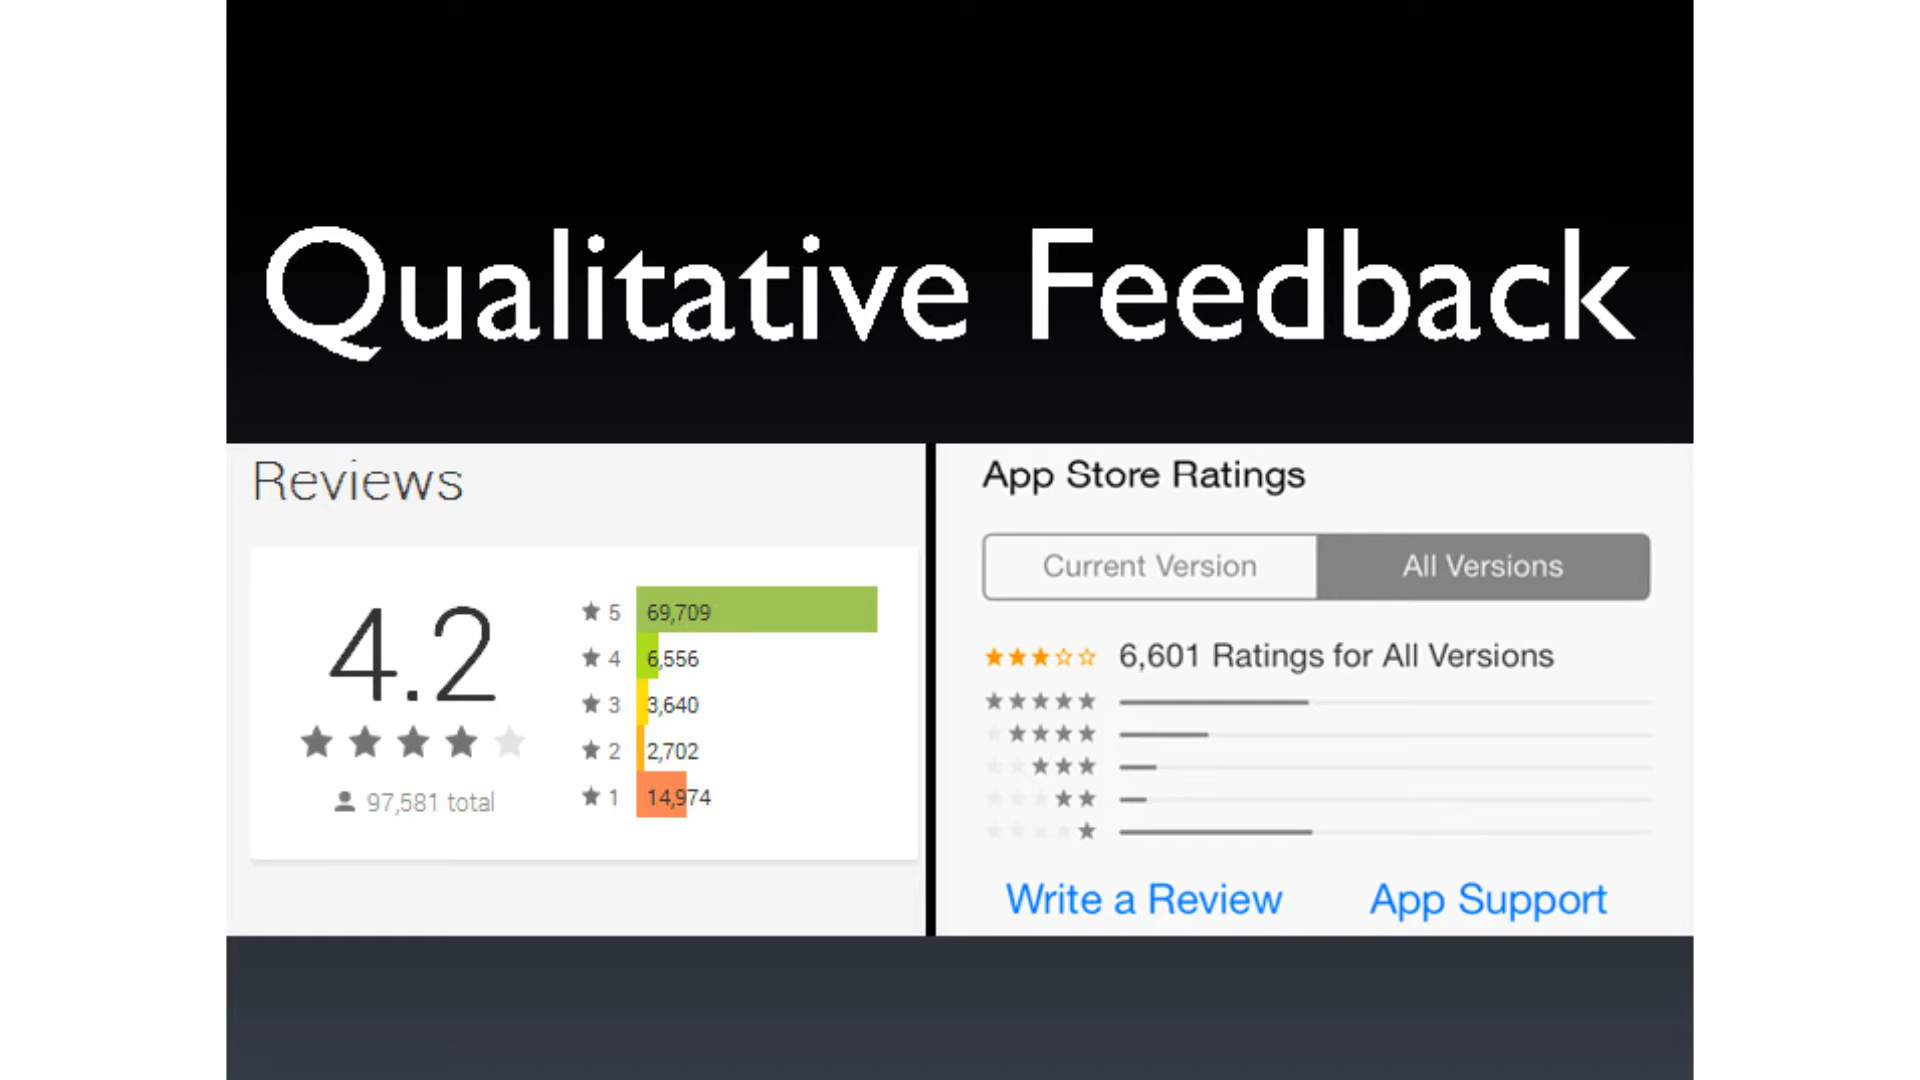 Qualitative Feedback
Reviews
4.2
97,581 total
5 69,709
4 6,556
3 3,640
2 2,702
1 14,974
App Store Ratings
Current Version All Versions
6,601 Ratings for All Versions
Write a Review App Support